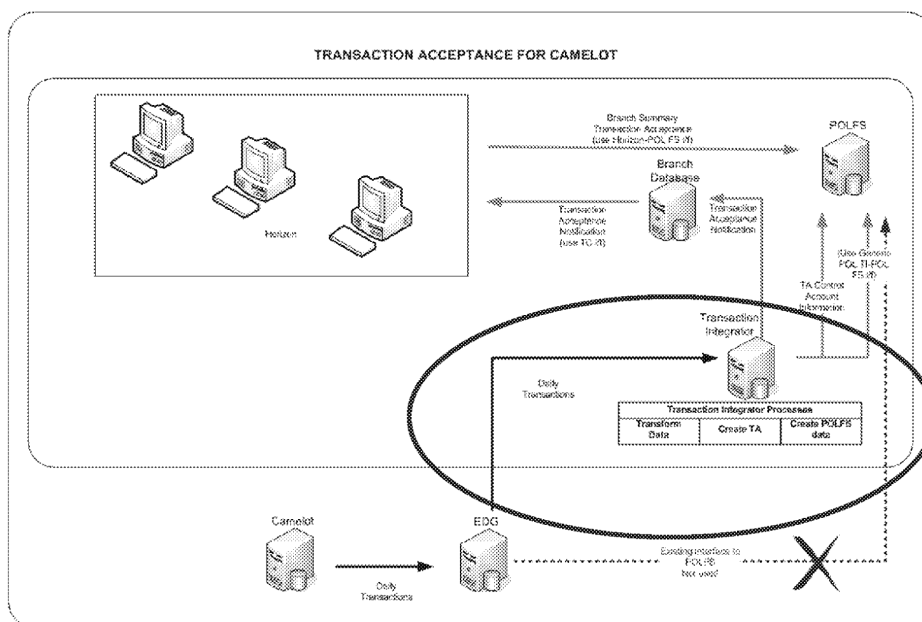 TRANSACTION ACCEPTANCE FOR CAMELOT
Branch Summary
Transaction Acceptance
(use Horizon-POL FS I/f)
POLFS
Branch
Database
Horizon
Transaction
Acceptance
Notification
(use TC I/f)
Transaction
Acceptance
Notification
(Use Generic
POL TI-POL
FS I/f)
TA Control
Account
Information
Transaction
Integrator
Daily
Transactions
Transaction Integrator Processes
Transform
Data
Create TA
Create POLFS
data
Camelot
EDG
Daily
Transactions
Existing interface to
POLFS
Not used